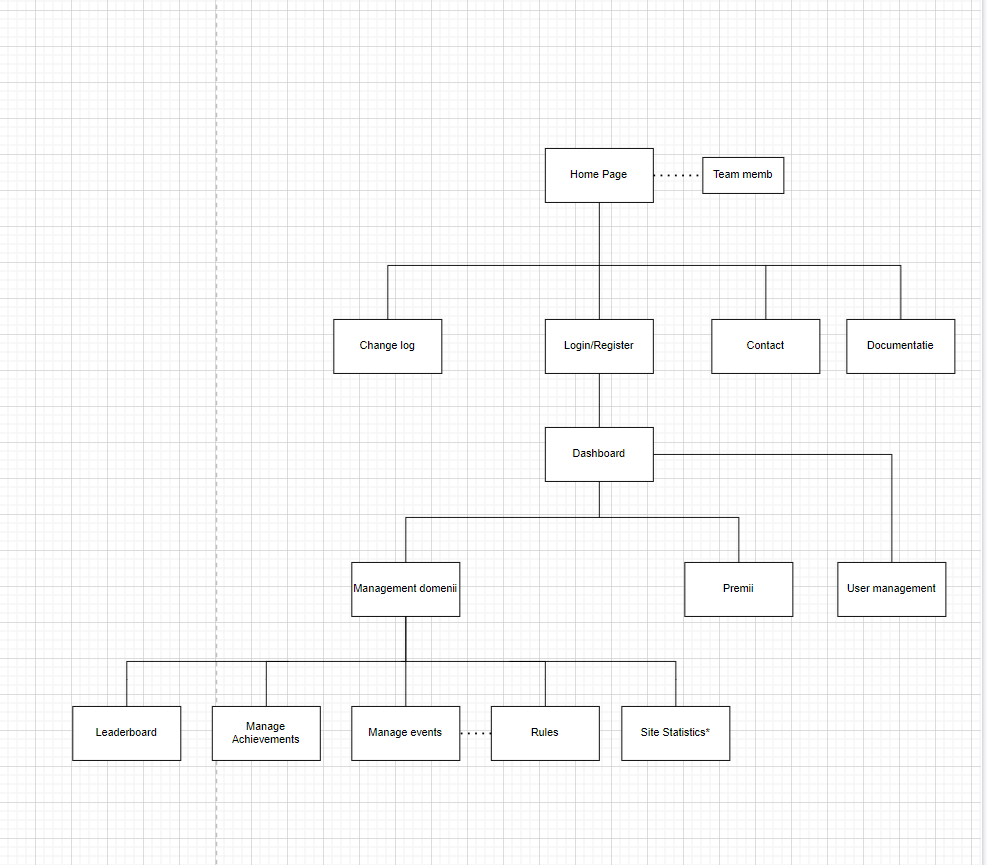 Home Page
Team memb
Change log
Login/Register
Contact
Documentatie
Dashboard
Management domenii
Premii
User management
Leaderboard
Manage
Achievements
Manage events
Rules
Site Statistics*